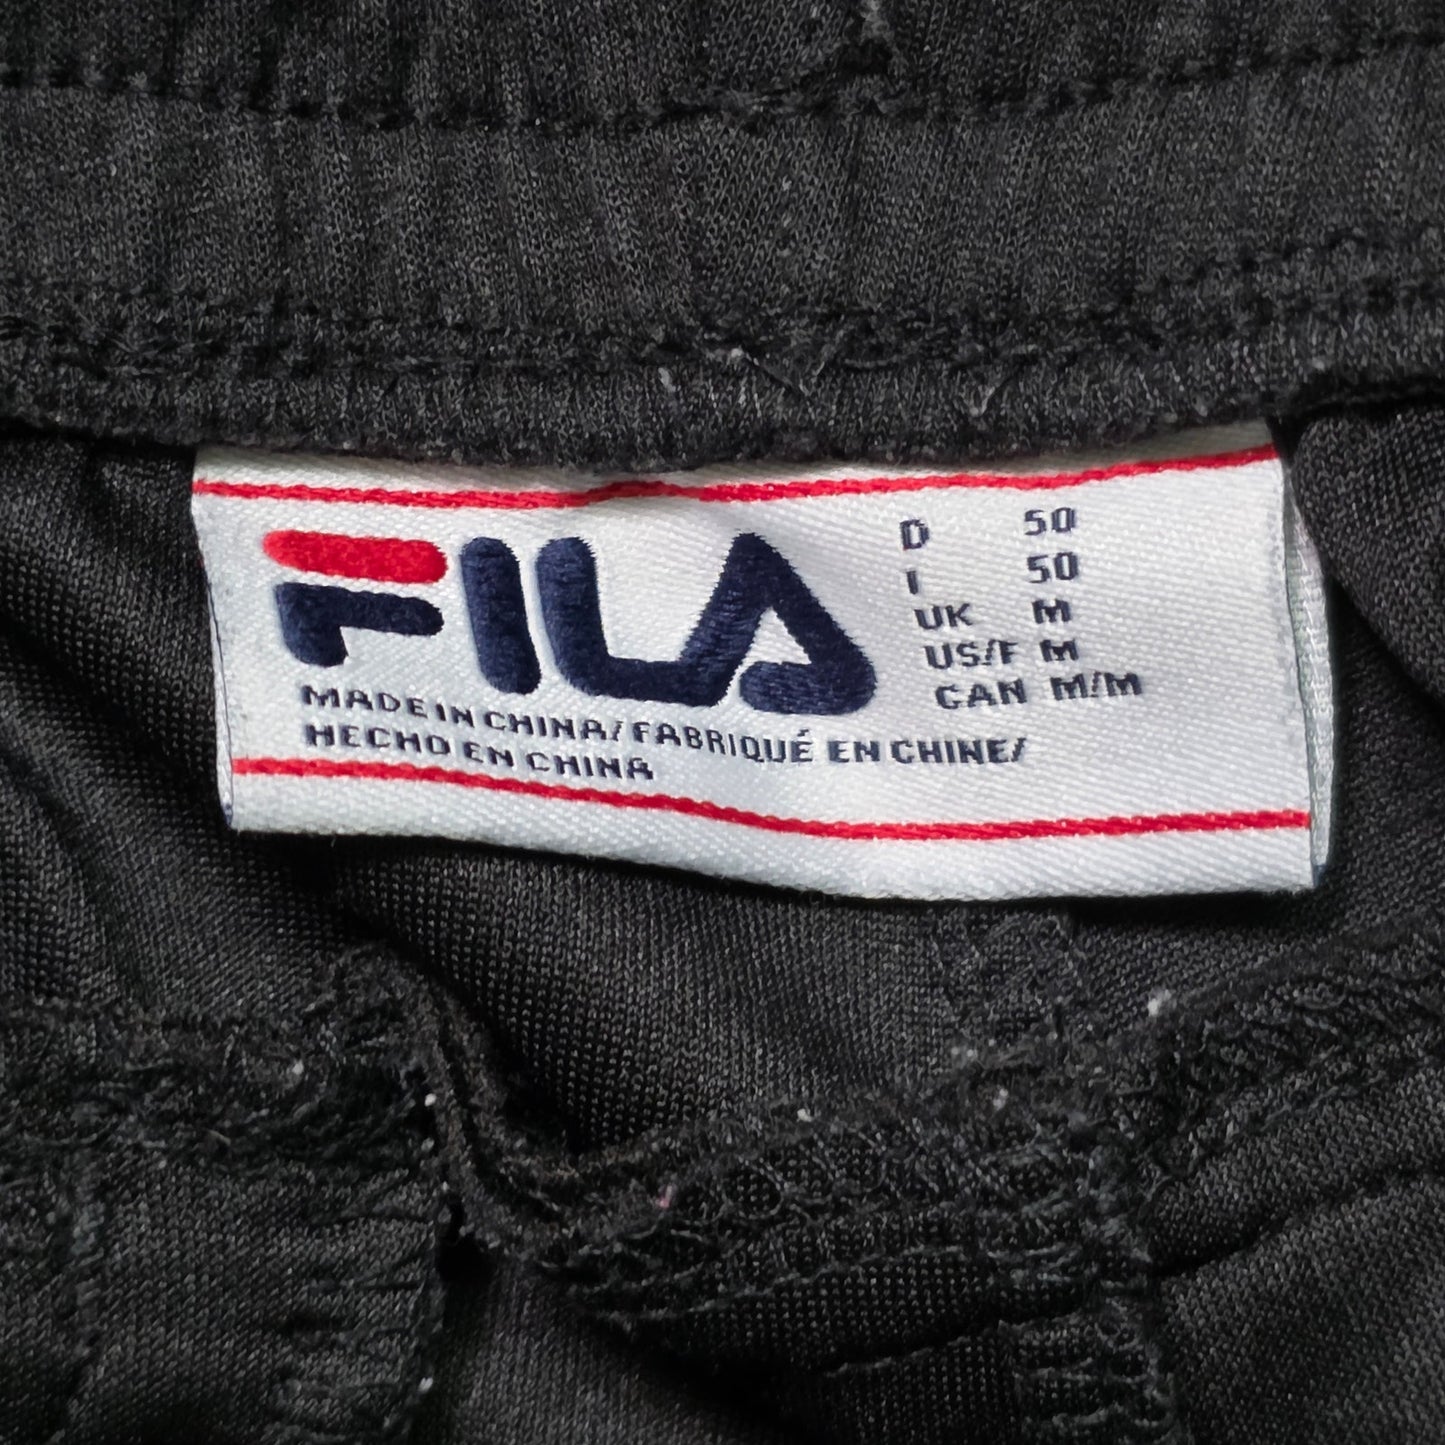 FILA
D 50
I 50
UK M
US/F M
CAN M/M
MADE IN CHINA/FABRIQUÉ EN CHINE/
HECHO EN CHINA